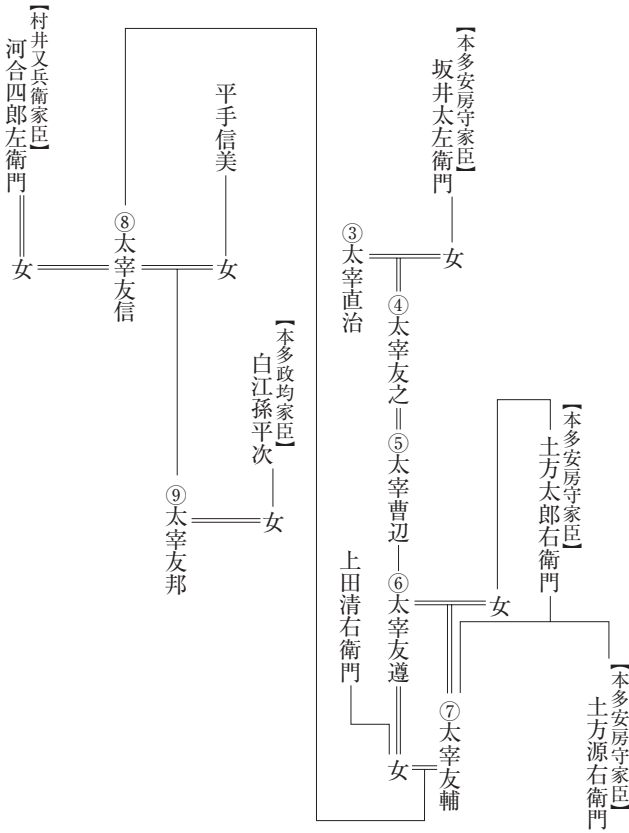 【本多安房守家臣】
土方源右衛門
【本多安房守家臣】
土方太郎右衛門
女
⑦太宰友輔
【本多安房守家臣】
坂井太左衛門
女
③太宰直治
④太宰友之
⑤太宰曹辺
⑥太宰友遵
女
上田清右衛門
【本多政均家臣】
白江孫平次
女
⑨太宰友邦
平手信美
女
⑧太宰友信
【村井又兵衛家臣】
河合四郎左衛門
女